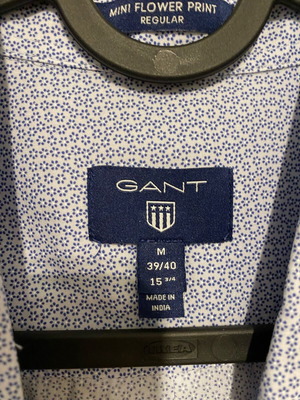 MINI FLOWER PRINT
REGULAR
GANT
M
39/40
15 3/4
MADE IN
INDIA